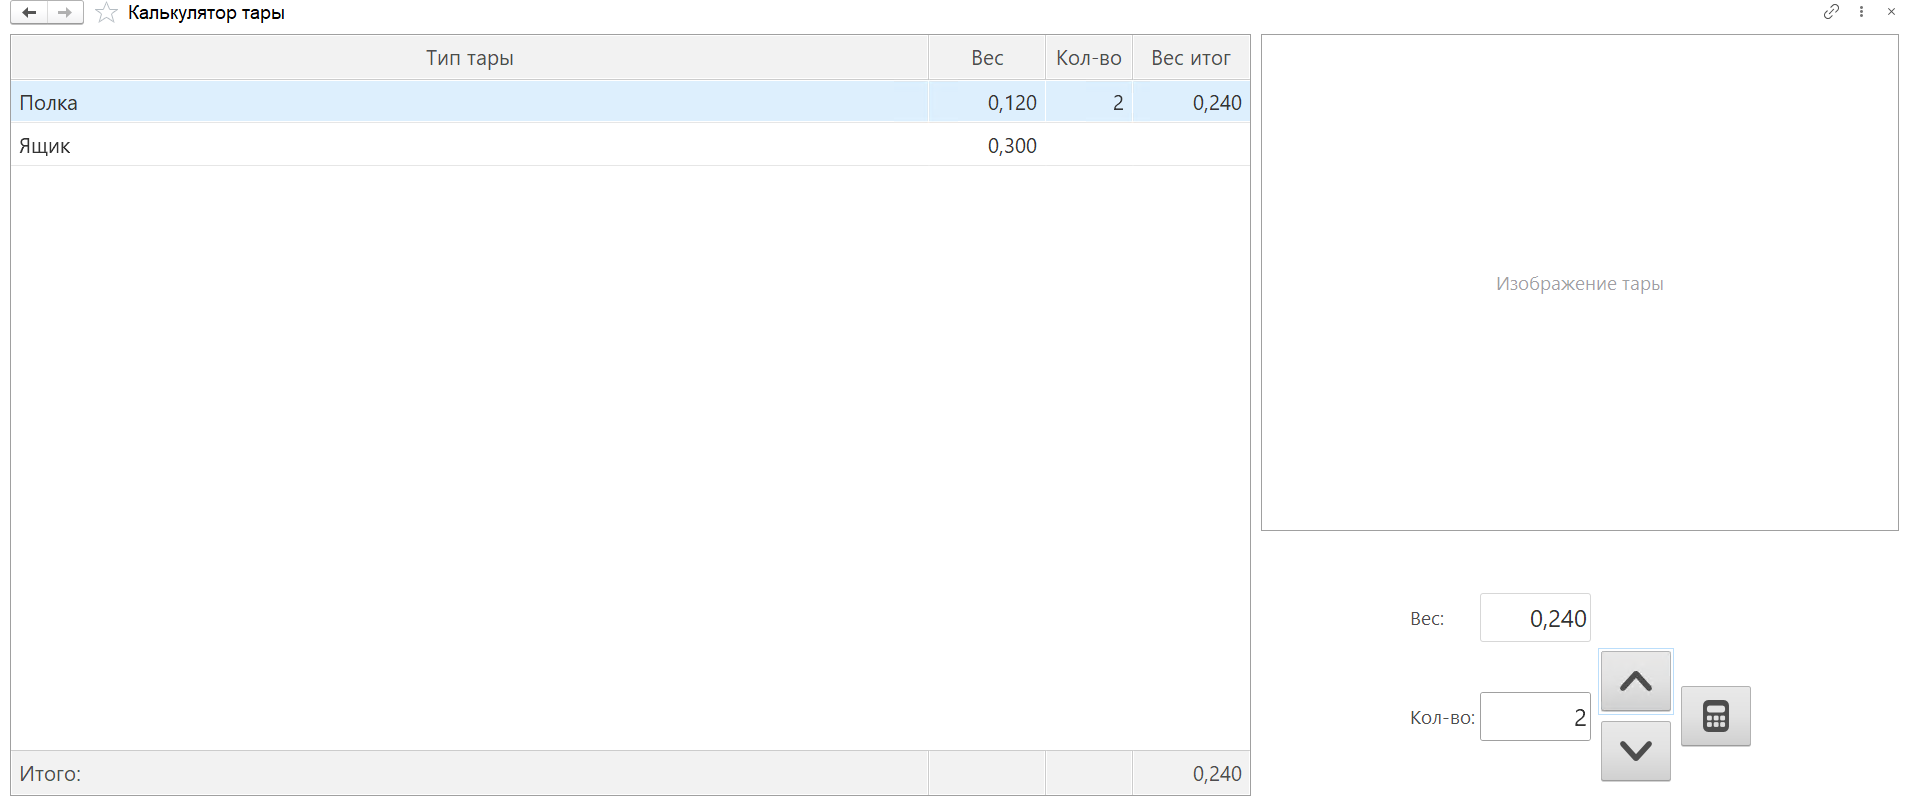 Калькулятор тары
Тип тары Вес Кол-во Вес итог
Полка 0,120 2 0,240
Ящик 0,300
Итого: 0,240
Изображение тары
Вес: 0,240
Кол-во: 2